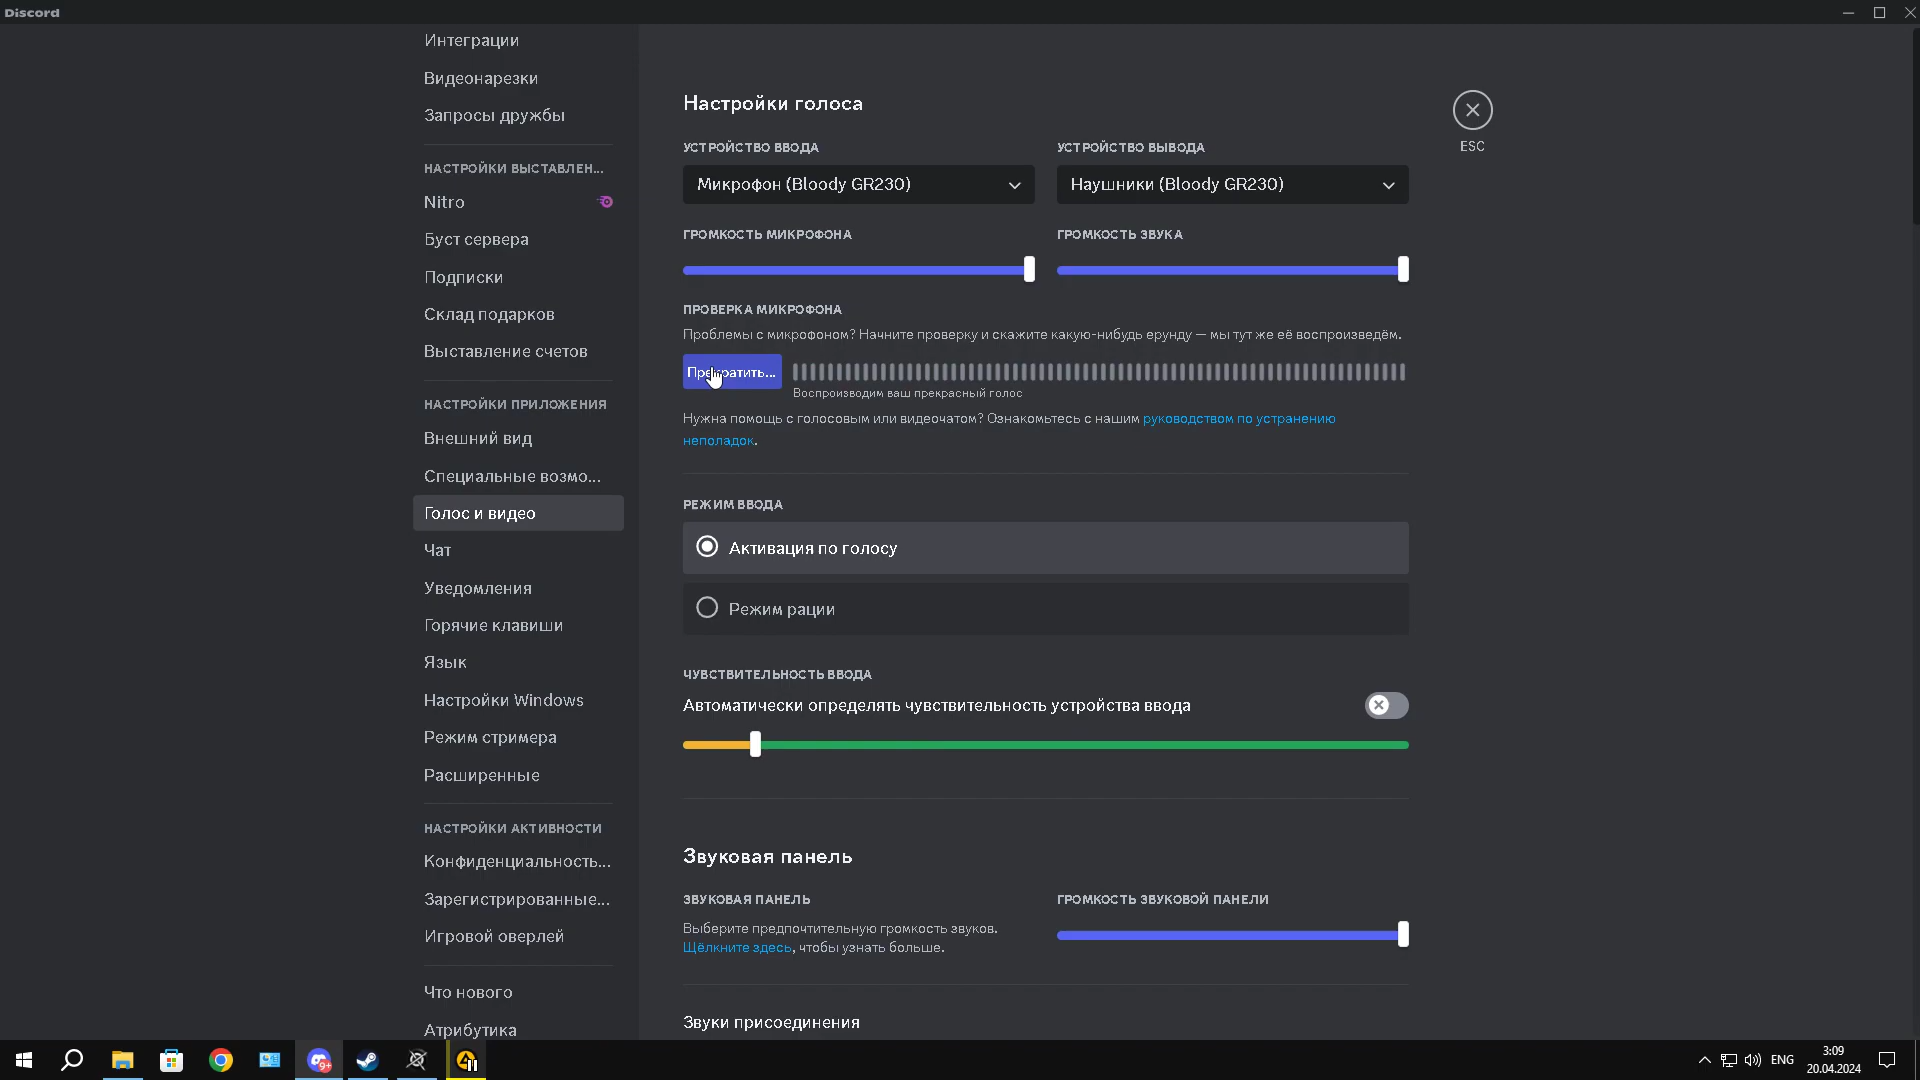 Discord
Интеграции
Видеонарезки
Запросы дружбы
НАСТРОЙКИ ВЫСТАВЛЕН...
Nitro
Буст сервера
Подписки
Склад подарков
Выставление счетов
НАСТРОЙКИ ПРИЛОЖЕНИЯ
Внешний вид
Специальные возмо...
Голос и видео
Чат
Уведомления
Горячие клавиши
Язык
Настройки Windows
Режим стримера
Расширенные
НАСТРОЙКИ АКТИВНОСТИ
Конфиденциальность...
Зарегистрированные...
Игровой оверлей
Что нового
Атрибутика
Настройки голоса
ESC
УСТРОЙСТВО ВВОДА
УСТРОЙСТВО ВЫВОДА
Микрофон (Bloody GR230)
Наушники (Bloody GR230)
ГРОМКОСТЬ МИКРОФОНА
ГРОМКОСТЬ ЗВУКА
ПРОВЕРКА МИКРОФОНА
Проблемы с микрофоном? Начните проверку и скажите какую-нибудь ерунду — мы тут же её воспроизведём.
Прекратить...
Воспроизводим ваш прекрасный голос
Нужна помощь с голосовым или видеочатом? Ознакомьтесь с нашим руководством по устранению
неполадок.
РЕЖИМ ВВОДА
Активация по голосу
Режим рации
ЧУВСТВИТЕЛЬНОСТЬ ВВОДА
Автоматически определять чувствительность устройства ввода
Звуковая панель
ЗВУКОВАЯ ПАНЕЛЬ
ГРОМКОСТЬ ЗВУКОВОЙ ПАНЕЛИ
Выберите предпочтительную громкость звуков.
Щёлкните здесь, чтобы узнать больше.
Звуки присоединения
9+
ENG
3:09
20.04.2024